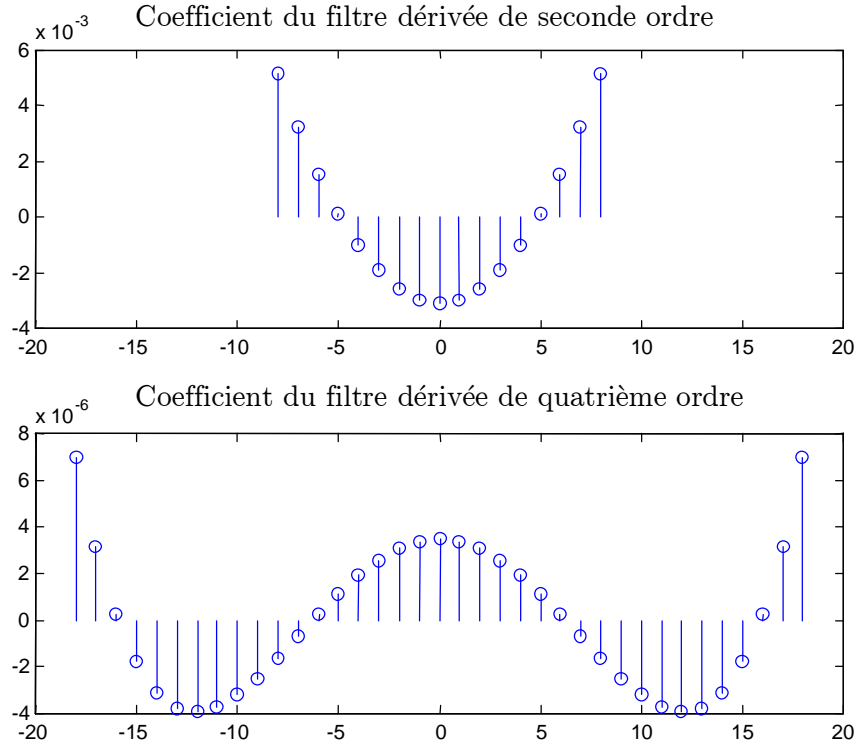 Coefficient du filtre dérivée de seconde ordre
x 10^-3
6
4
2
0
-2
-4
-20 -15 -10 -5 0 5 10 15 20
Coefficient du filtre dérivée de quatrième ordre
x 10^-6
8
6
4
2
0
-2
-4
-20 -15 -10 -5 0 5 10 15 20